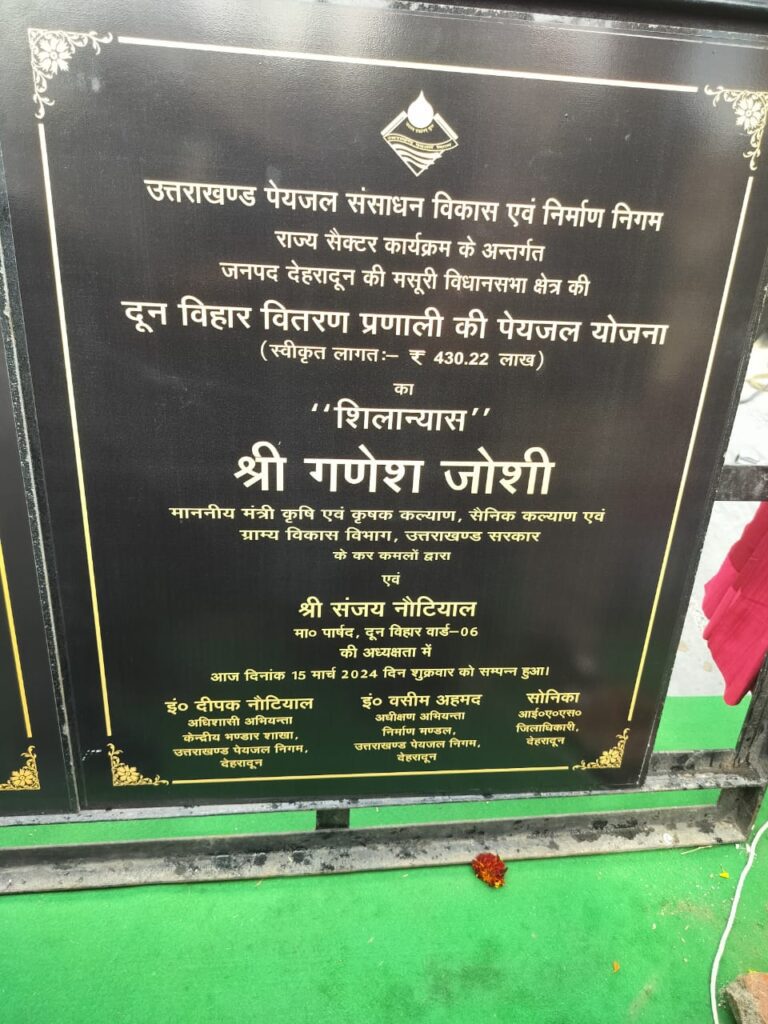 उत्तराखण्ड पेयजल संसाधन विकास एवं निर्माण निगम
राज्य सैक्टर कार्यक्रम के अन्तर्गत
जनपद देहरादून की मसूरी विधानसभा क्षेत्र की
दून विहार वितरण प्रणाली की पेयजल योजना
(स्वीकृत लागतः– ₹ 430.22 लाख)
का
‘‘शिलान्यास’’
श्री गणेश जोशी
माननीय मंत्री कृषि एवं कृषक कल्याण, सैनिक कल्याण एवं
ग्राम्य विकास विभाग, उत्तराखण्ड सरकार
के कर कमलों द्वारा
एवं
श्री संजय नौटियाल
मा० पार्षद, दून विहार वार्ड–06
की अध्यक्षता में
आज दिनांक 15 मार्च 2024 दिन शुक्रवार को सम्पन्न हुआ।
इं० दीपक नौटियाल
अधिशासी अभियन्ता
केन्दीय भण्डार शाखा,
उत्तराखण्ड पेयजल निगम,
देहरादून
इं० वसीम अहमद
अधीक्षण अभियन्ता
निर्माण मण्डल,
उत्तराखण्ड पेयजल निगम,
देहरादून
सोनिका
आई०ए०एस०
जिलाधिकारी,
देहरादून